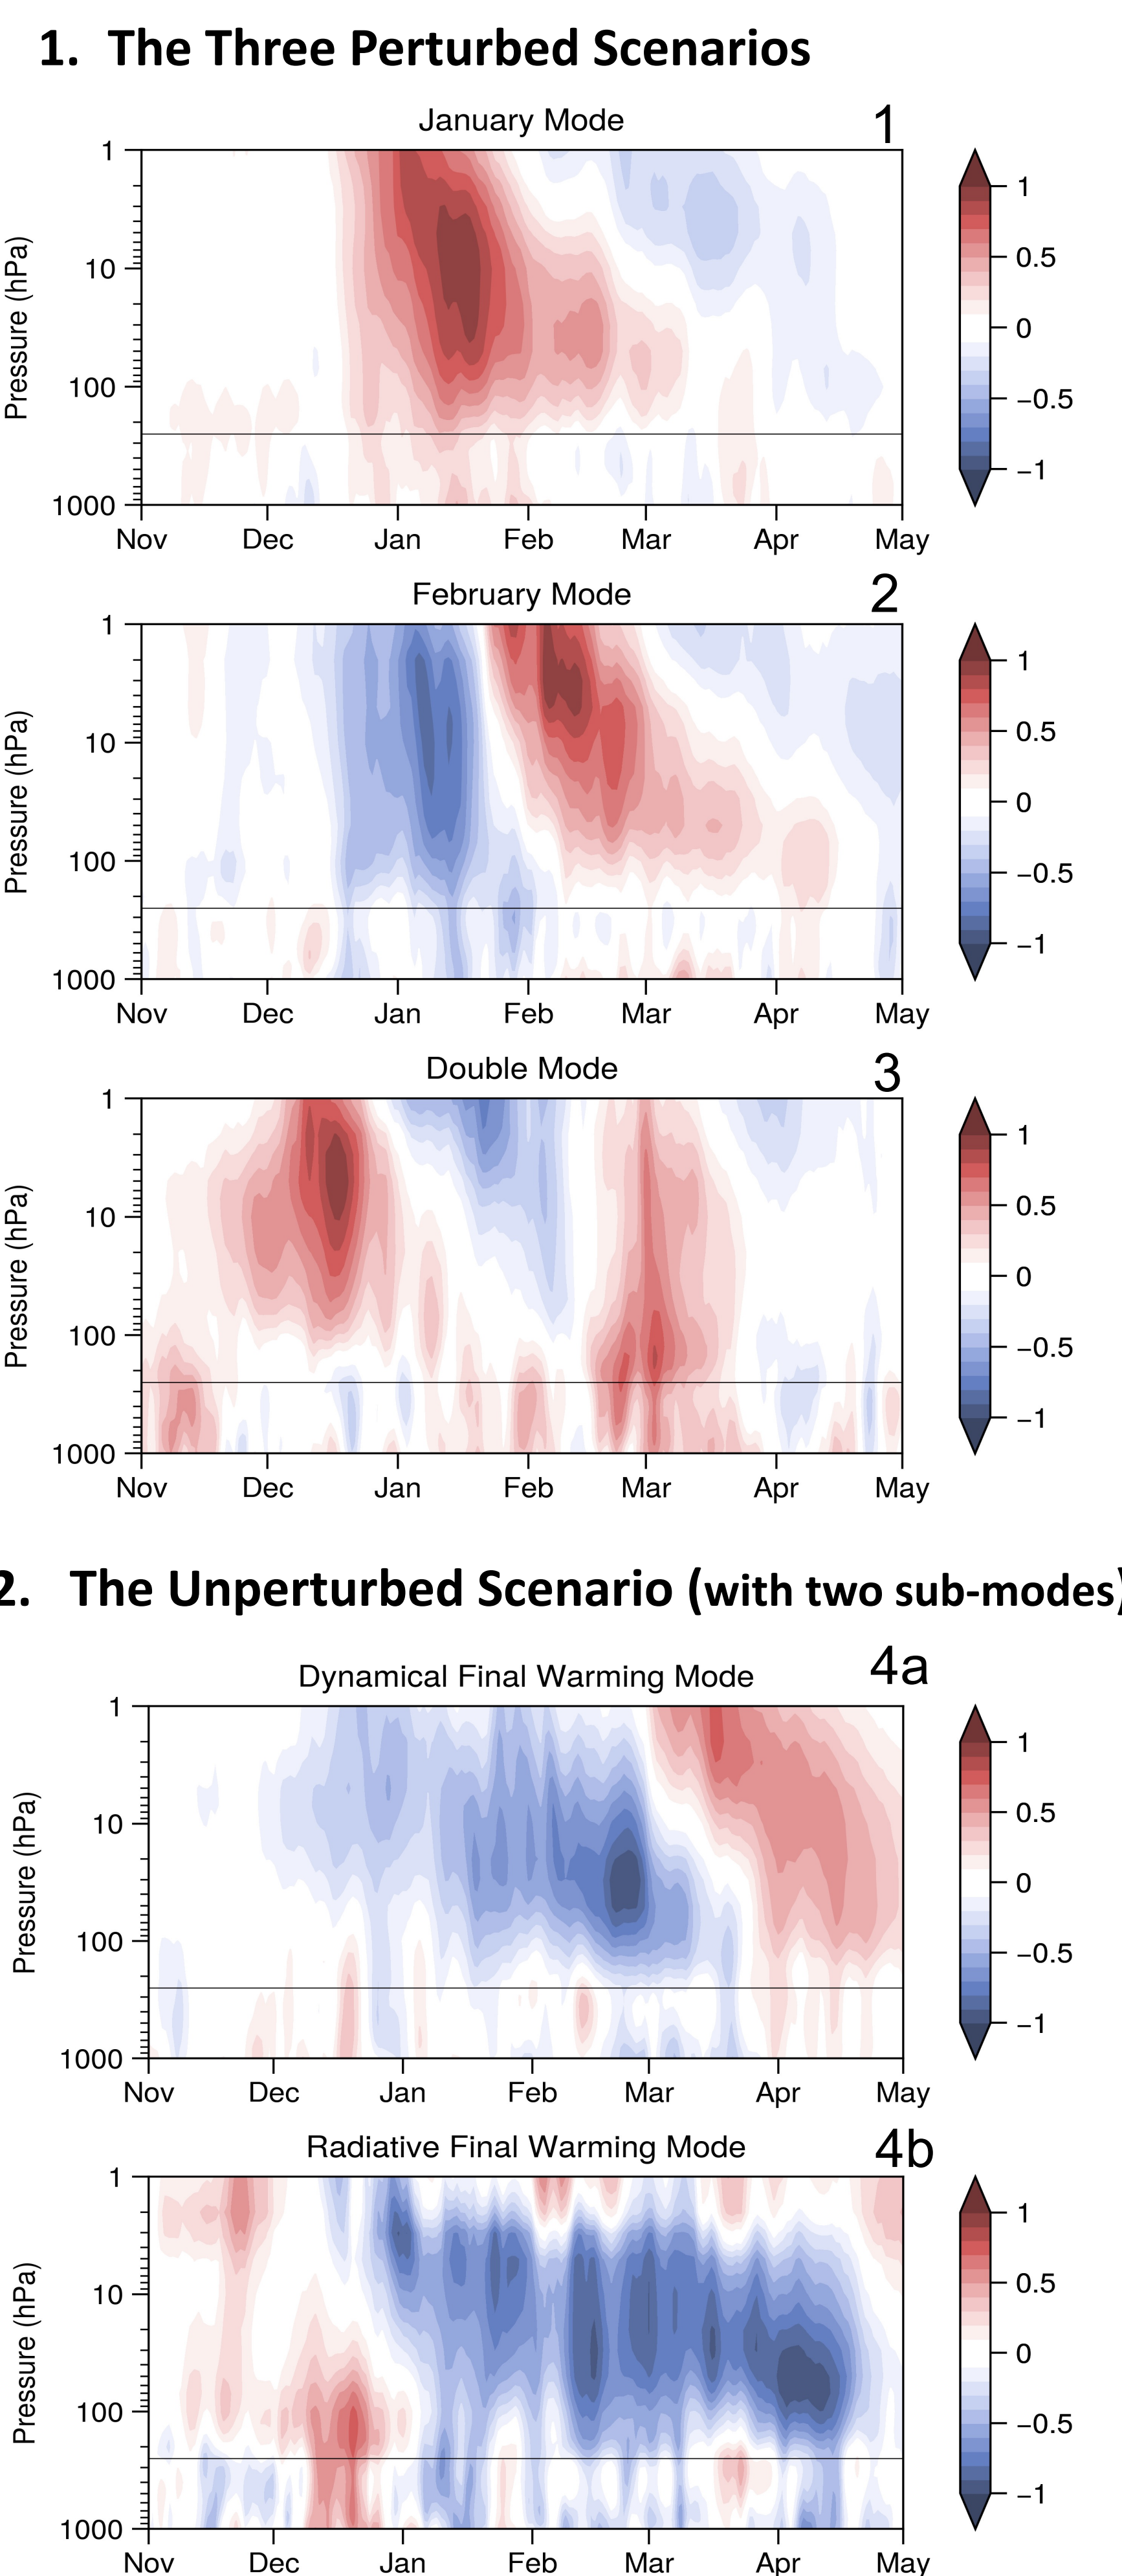 1. The Three Perturbed Scenarios
January Mode
1
1
10
100
1000
Pressure (hPa)
Nov Dec Jan Feb Mar Apr May
1
0.5
0
−0.5
−1
February Mode
2
1
10
100
1000
Pressure (hPa)
Nov Dec Jan Feb Mar Apr May
1
0.5
0
−0.5
−1
Double Mode
3
1
10
100
1000
Pressure (hPa)
Nov Dec Jan Feb Mar Apr May
1
0.5
0
−0.5
−1
2. The Unperturbed Scenario (with two sub-modes)
Dynamical Final Warming Mode
4a
1
10
100
1000
Pressure (hPa)
Nov Dec Jan Feb Mar Apr May
1
0.5
0
−0.5
−1
Radiative Final Warming Mode
4b
1
10
100
1000
Pressure (hPa)
Nov Dec Jan Feb Mar Apr May
1
0.5
0
−0.5
−1